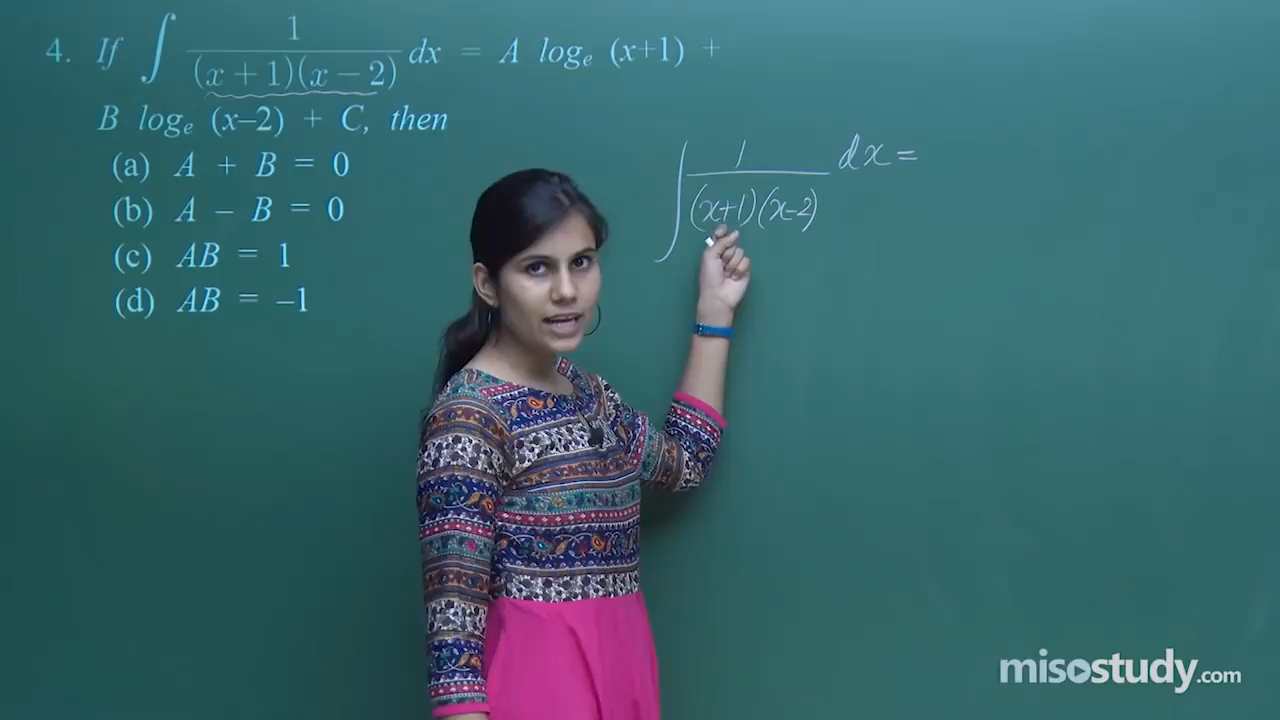 4. If ∫ 1/((x + 1)(x − 2)) dx = A logₑ (x+1) +
B logₑ (x–2) + C, then
(a) A + B = 0
(b) A − B = 0
(c) AB = 1
(d) AB = –1
∫ 1/((x+1)(x-2)) dx =
misostudy.com